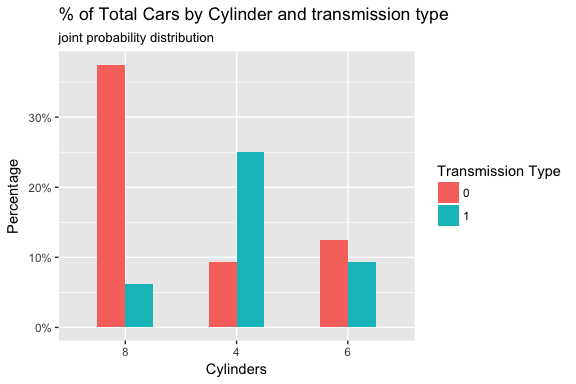 % of Total Cars by Cylinder and transmission type
joint probability distribution
Percentage
30%
20%
10%
0%
8 4 6
Cylinders
Transmission Type
0
1